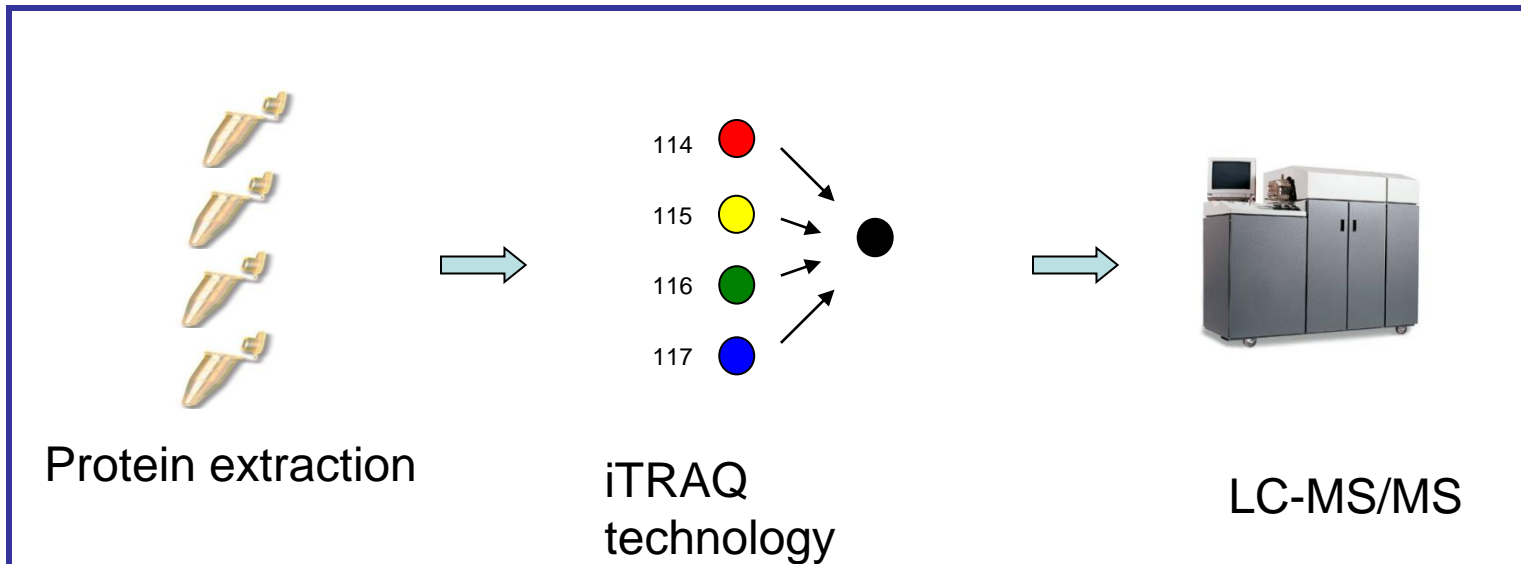 114
115
116
117
Protein extraction
iTRAQ
technology
LC-MS/MS